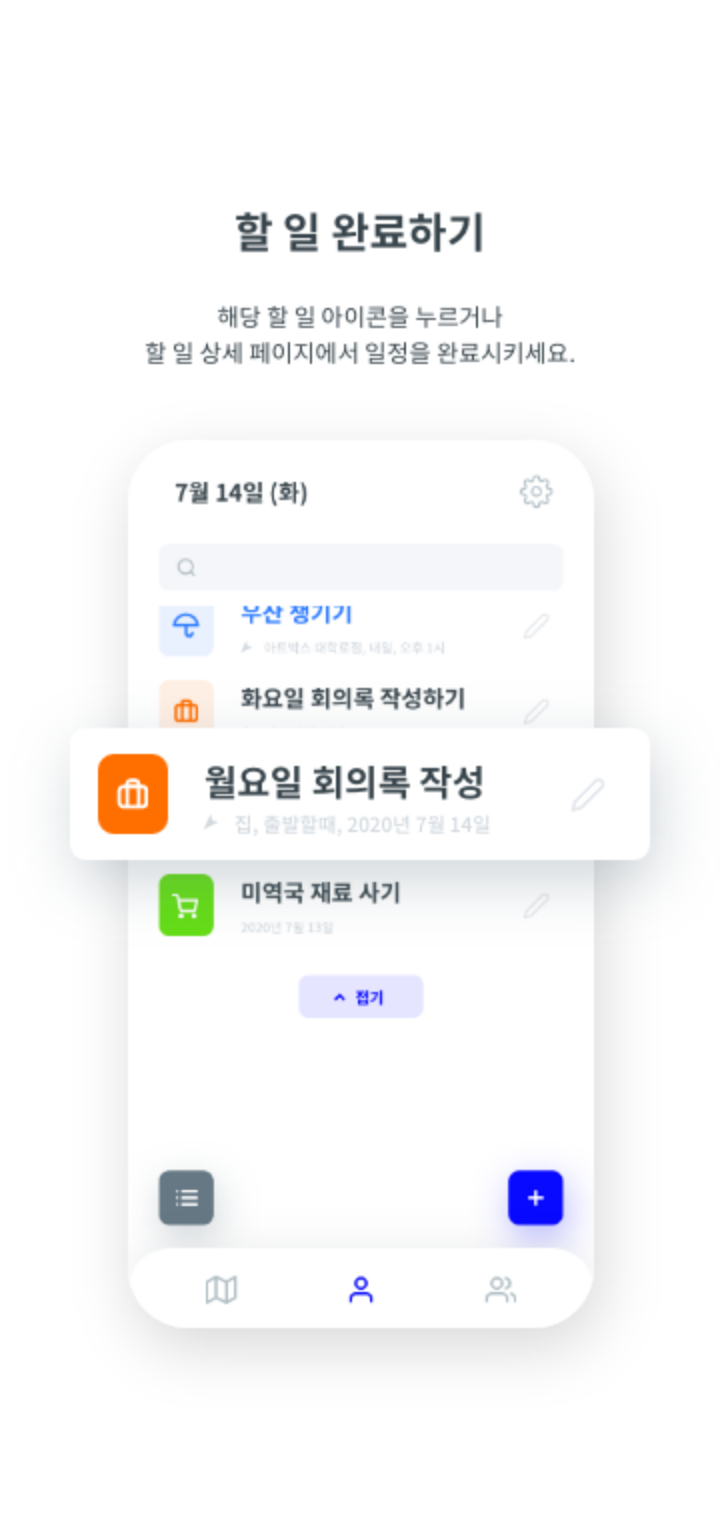 할 일 완료하기
해당 할 일 아이콘을 누르거나
할 일 상세 페이지에서 일정을 완료시키세요.
7월 14일 (화)
우산 챙기기
아트박스 대학로점, 내일, 오후 1시
화요일 회의록 작성하기
월요일 회의록 작성
집, 출발할때, 2020년 7월 14일
미역국 재료 사기
2020년 7월 13일
접기